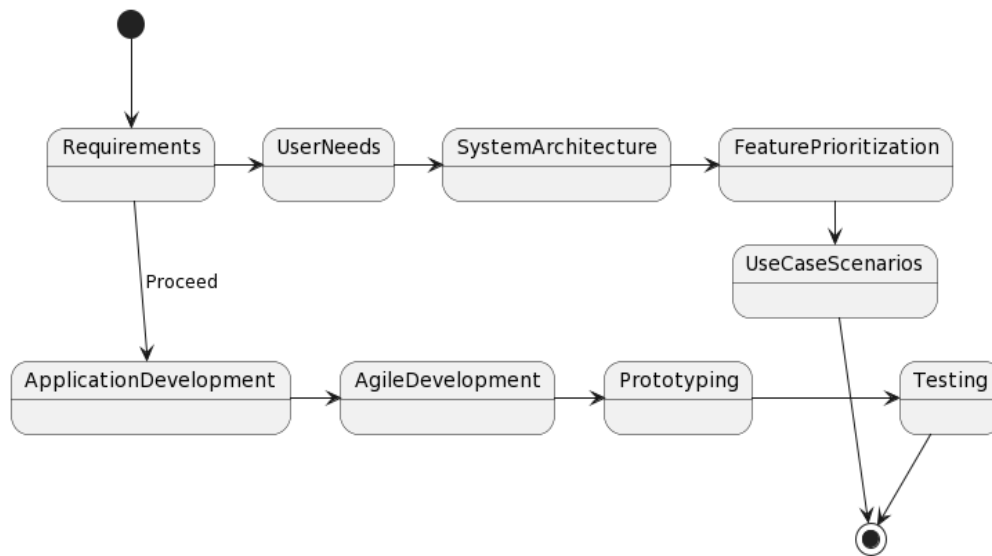 Requirements
UserNeeds
SystemArchitecture
FeaturePrioritization
UseCaseScenarios
Proceed
ApplicationDevelopment
AgileDevelopment
Prototyping
Testing